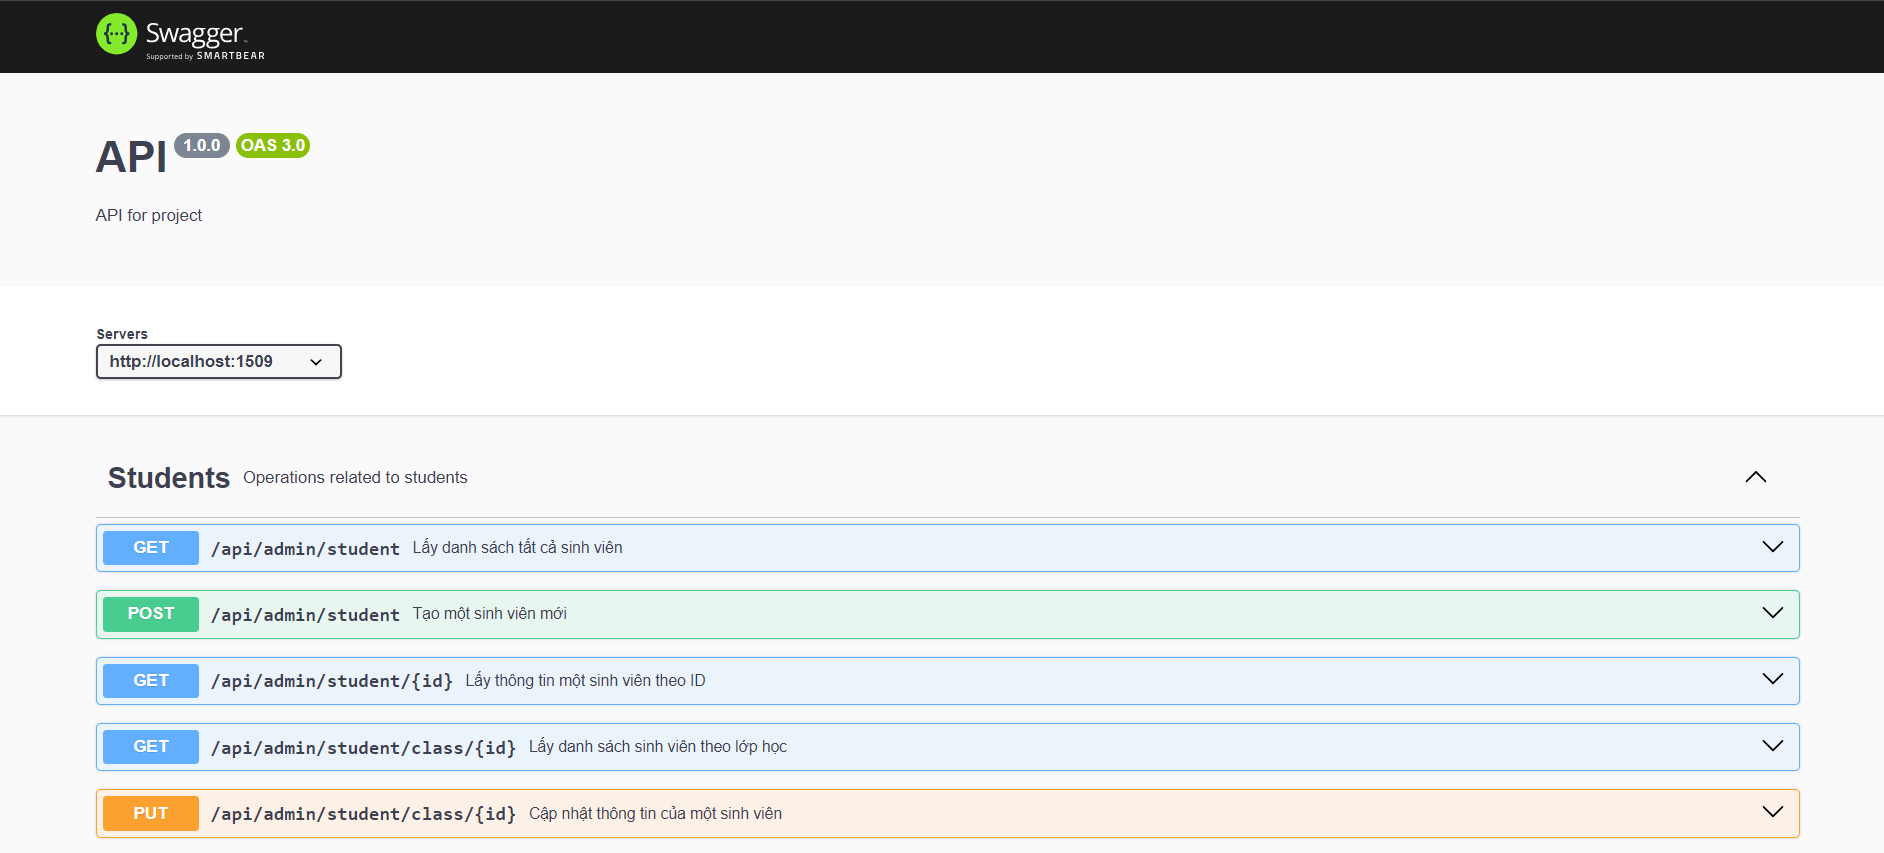 {···} Swagger
Supported by SMARTBEAR
API 1.0.0 OAS 3.0
API for project
Servers
http://localhost:1509
Students Operations related to students
GET /api/admin/student Lấy danh sách tất cả sinh viên
POST /api/admin/student Tạo một sinh viên mới
GET /api/admin/student/{id} Lấy thông tin một sinh viên theo ID
GET /api/admin/student/class/{id} Lấy danh sách sinh viên theo lớp học
PUT /api/admin/student/class/{id} Cập nhật thông tin của một sinh viên